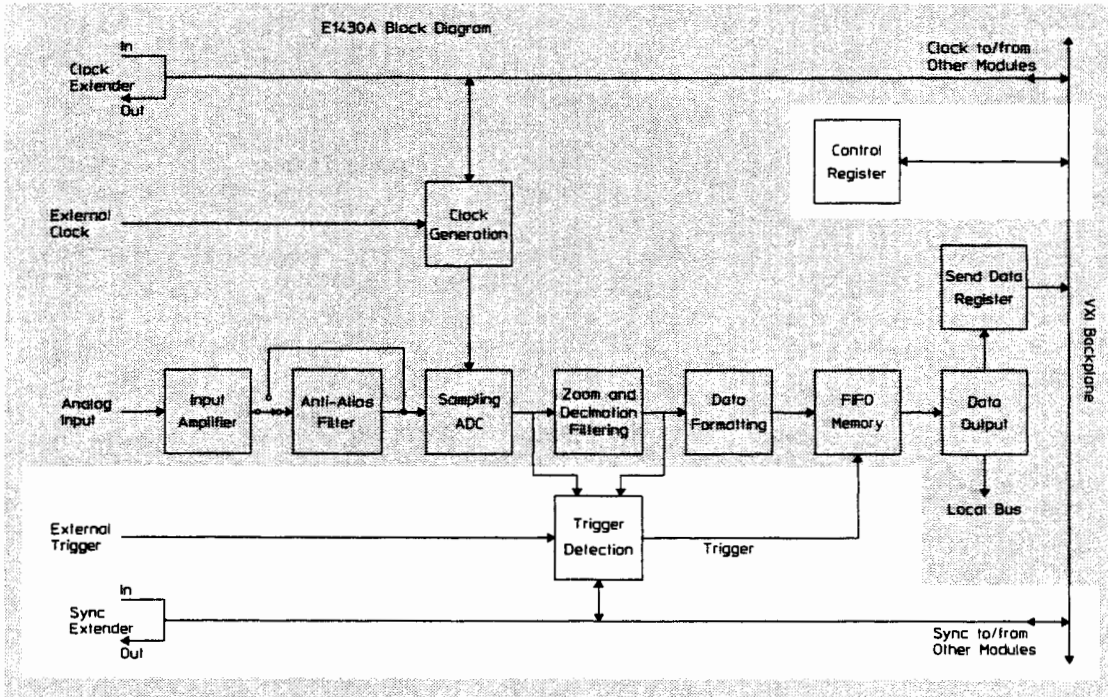 E1430A Block Diagram
In
Clock
Extender
Out
Clock to/from
Other Modules
Control
Register
External
Clock
Clock
Generation
Send Data
Register
VXI Backplane
Analog
Input
Input
Amplifier
Anti-Alias
Filter
Sampling
ADC
Zoom and
Decimation
Filtering
Data
Formatting
FIFO
Memory
Data
Output
Local Bus
External
Trigger
Trigger
Detection
Trigger
In
Sync
Extender
Out
Sync to/from
Other Modules